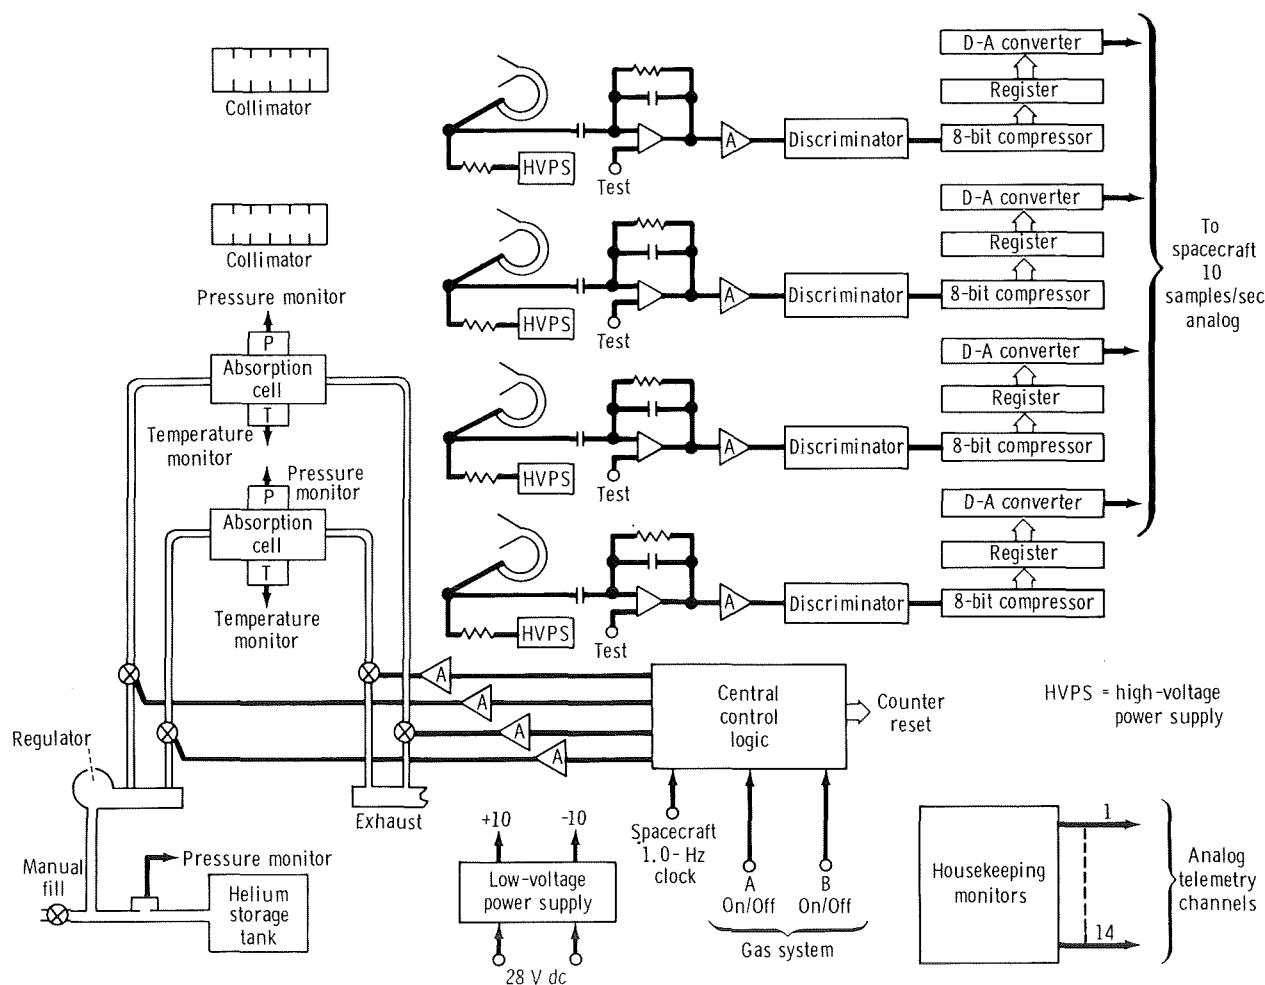 D-A converter
Register
8-bit compressor
Discriminator
A
HVPS
Test
Collimator
D-A converter
Register
8-bit compressor
Discriminator
A
HVPS
Test
Collimator
To
spacecraft
10
samples/sec
analog
Pressure monitor
P
Absorption
cell
T
Temperature
monitor
D-A converter
Register
8-bit compressor
Discriminator
A
HVPS
Test
Pressure
monitor
P
Absorption
cell
T
Temperature
monitor
D-A converter
Register
8-bit compressor
Discriminator
A
HVPS
Test
A
A
A
A
Central
control
logic
Counter
reset
HVPS = high-voltage
power supply
Regulator
Exhaust
Manual
fill
Pressure monitor
Helium
storage
tank
+10
-10
Low-voltage
power supply
28 V dc
Spacecraft
1.0-Hz
clock
A
On/Off
B
On/Off
Gas system
Housekeeping
monitors
1
14
Analog
telemetry
channels